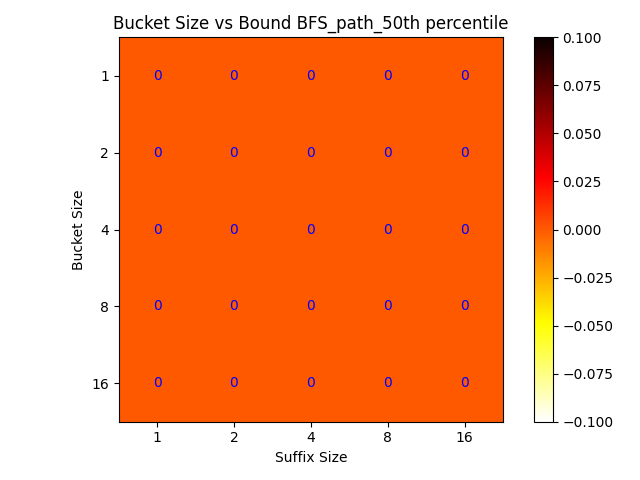 Bucket Size vs Bound BFS_path_50th percentile
Bucket Size
1 0 0 0 0 0
2 0 0 0 0 0
4 0 0 0 0 0
8 0 0 0 0 0
16 0 0 0 0 0
1 2 4 8 16
Suffix Size
0.100
0.075
0.050
0.025
0.000
−0.025
−0.050
−0.075
−0.100